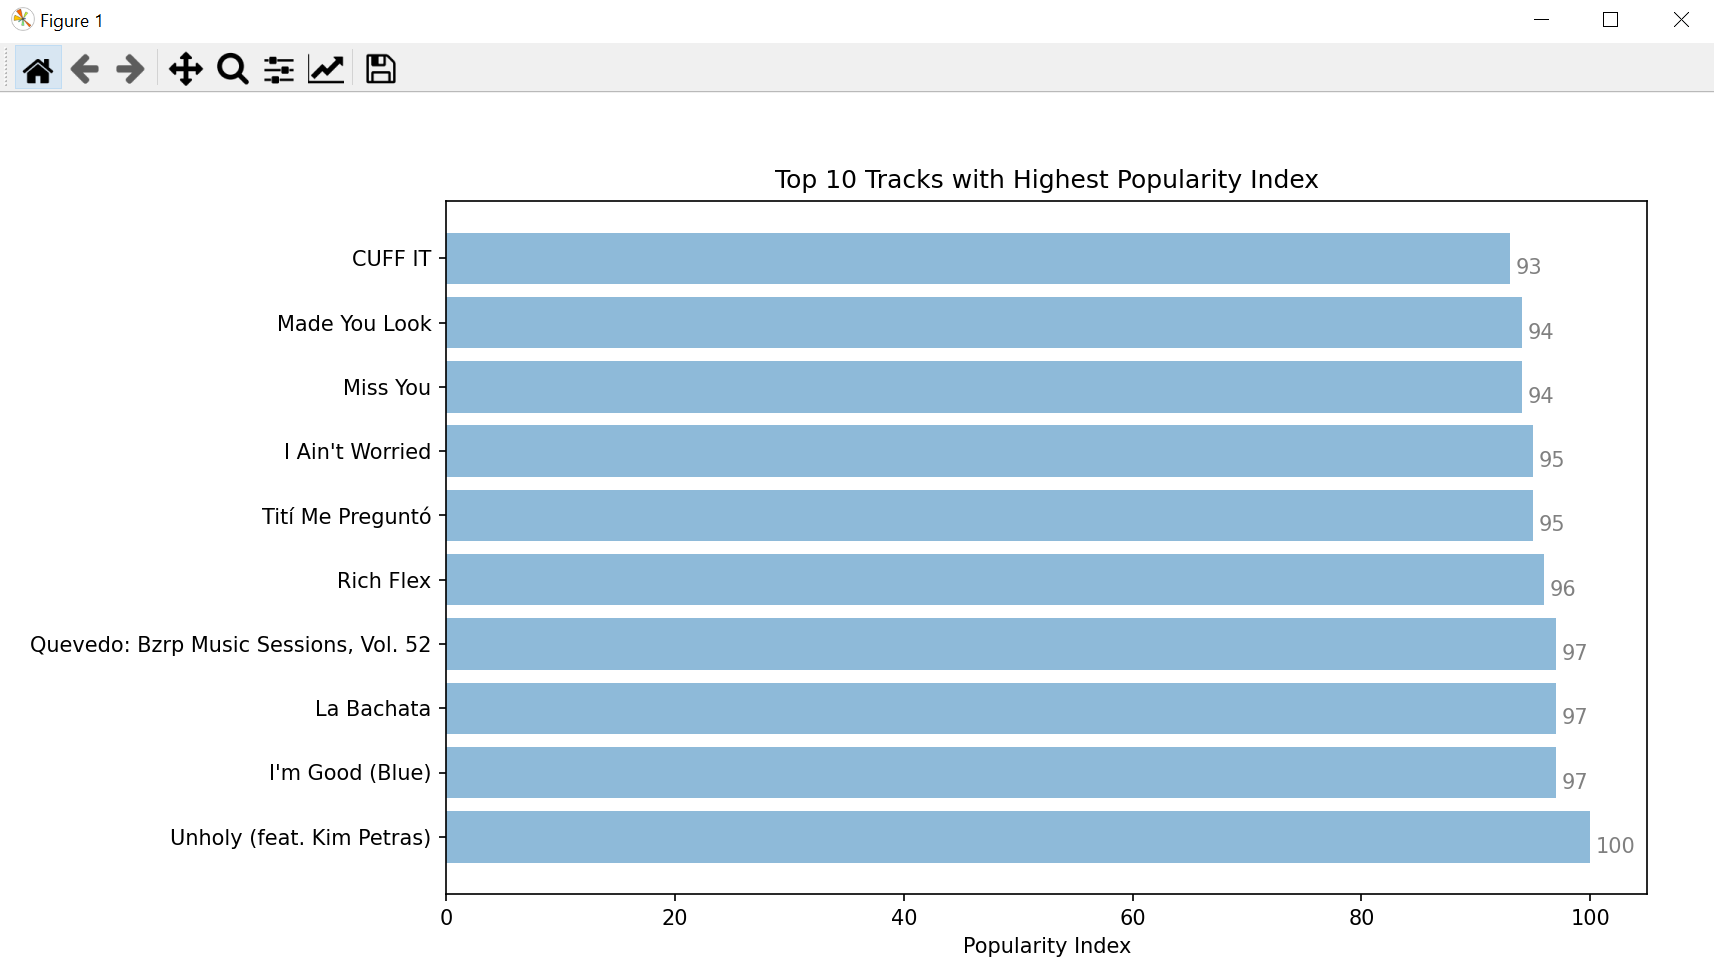 Figure 1
Top 10 Tracks with Highest Popularity Index
CUFF IT 93
Made You Look 94
Miss You 94
I Ain't Worried 95
Tití Me Preguntó 95
Rich Flex 96
Quevedo: Bzrp Music Sessions, Vol. 52 97
La Bachata 97
I'm Good (Blue) 97
Unholy (feat. Kim Petras) 100
0 20 40 60 80 100
Popularity Index